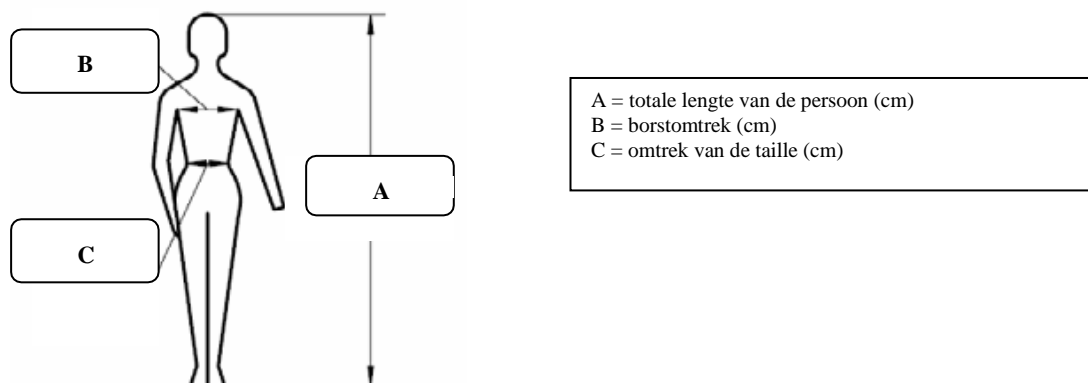 B
A
C
A = totale lengte van de persoon (cm)
B = borstomtrek (cm)
C = omtrek van de taille (cm)